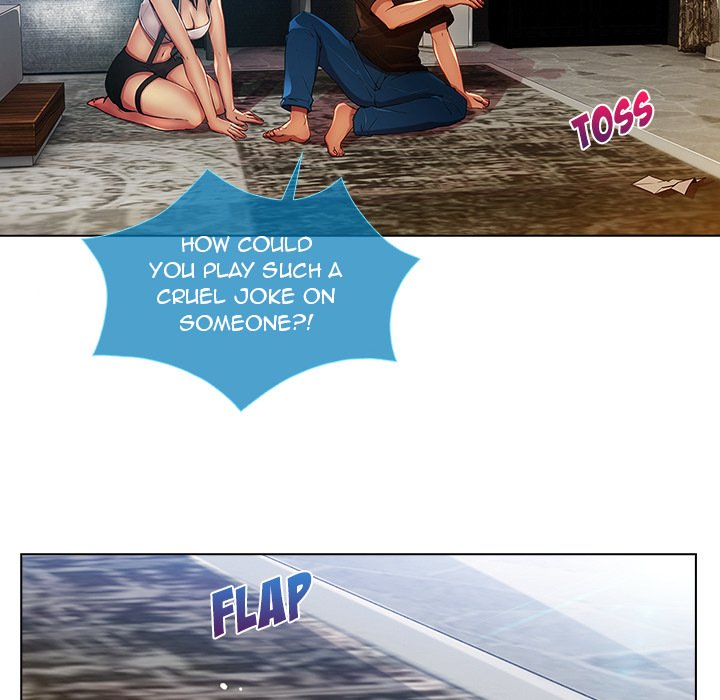 TOSS
HOW COULD
YOU PLAY SUCH A
CRUEL JOKE ON
SOMEONE?!
FLAP